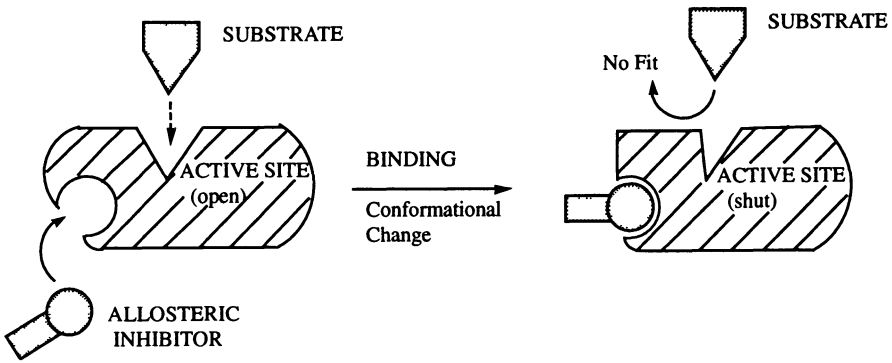 SUBSTRATE
ACTIVE SITE
(open)
ALLOSTERIC
INHIBITOR
BINDING
Conformational
Change
SUBSTRATE
No Fit
ACTIVE SITE
(shut)